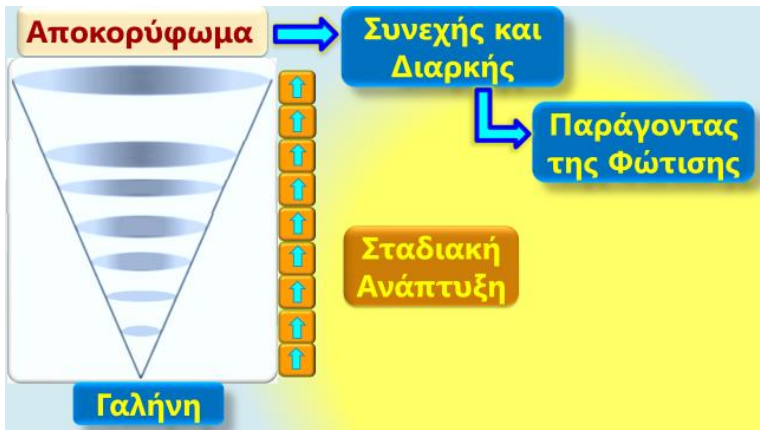 Αποκορύφωμα
Συνεχής και
Διαρκής
Παράγοντας
της Φώτισης
Σταδιακή
Ανάπτυξη
Γαλήνη